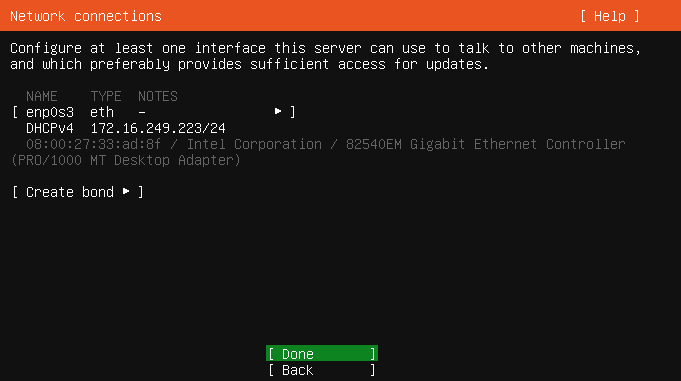 Network connections [ Help ]
Configure at least one interface this server can use to talk to other machines,
and which preferably provides sufficient access for updates.
NAME TYPE NOTES
[ enp0s3 eth - ▸ ]
DHCPv4 172.16.249.223/24
08:00:27:33:ad:8f / Intel Corporation / 82540EM Gigabit Ethernet Controller
(PRO/1000 MT Desktop Adapter)
[ Create bond ▸ ]
[ Done ]
[ Back ]